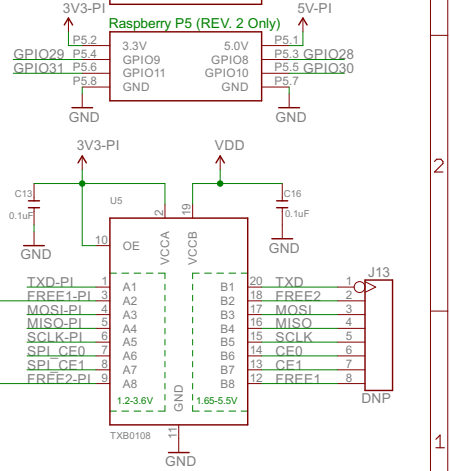 3V3-PI 5V-PI
Raspberry P5 (REV. 2 Only)
P5.2 3.3V 5.0V P5.1
GPIO29 P5.4 GPIO9 GPIO8 P5.3 GPIO28
GPIO31 P5.6 GPIO11 GPIO10 P5.5 GPIO30
P5.8 GND GND P5.7
GND GND
3V3-PI VDD
2
C13 U5 C16
0.1uF 0.1uF
2 19
10 OE VCCA VCCB
GND GND
J13
TXD-PI 1 A1 B1 20 TXD 1
FREE1-PI 3 A2 B2 18 FREE2 2
MOSI-PI 4 A3 B3 17 MOSI 3
MISO-PI 5 A4 B4 16 MISO 4
SCLK-PI 6 A5 B5 15 SCLK 5
SPI_CE0 7 A6 B6 14 CE0 6
SPI_CE1 8 A7 B7 13 CE1 7
FREE2-PI 9 A8 B8 12 FREE1 8
1.2-3.6V GND 1.65-5.5V
DNP
TXB0108 11
1
GND